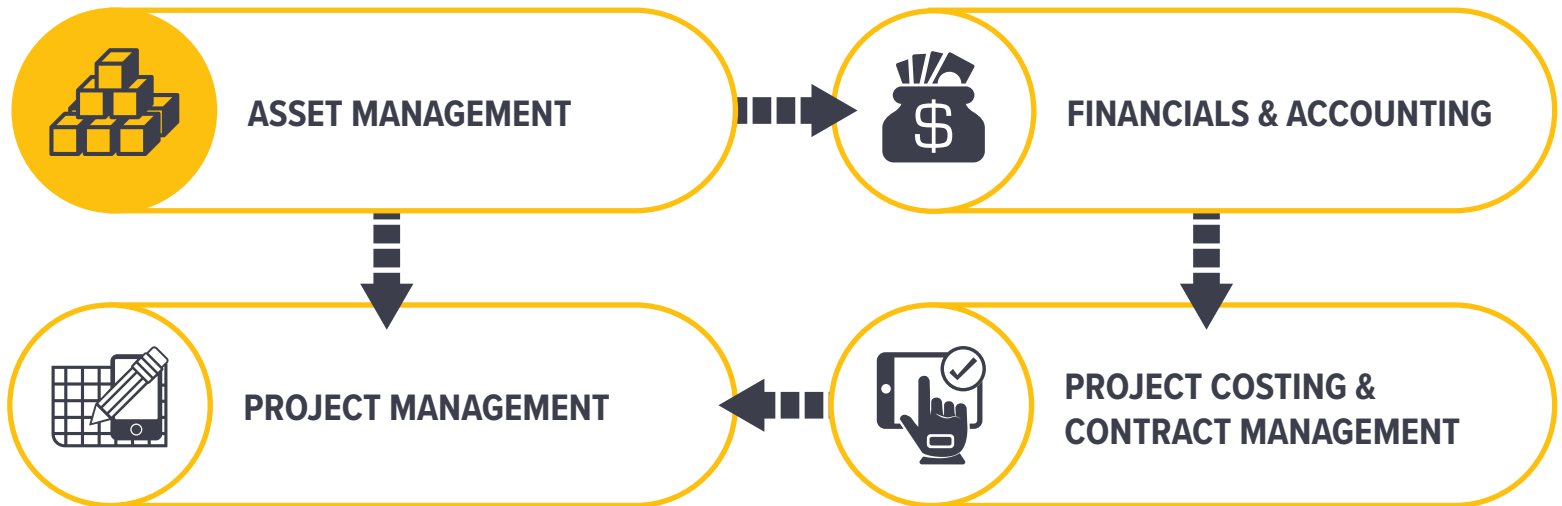 ASSET MANAGEMENT
$
FINANCIALS & ACCOUNTING
PROJECT MANAGEMENT
PROJECT COSTING &
CONTRACT MANAGEMENT